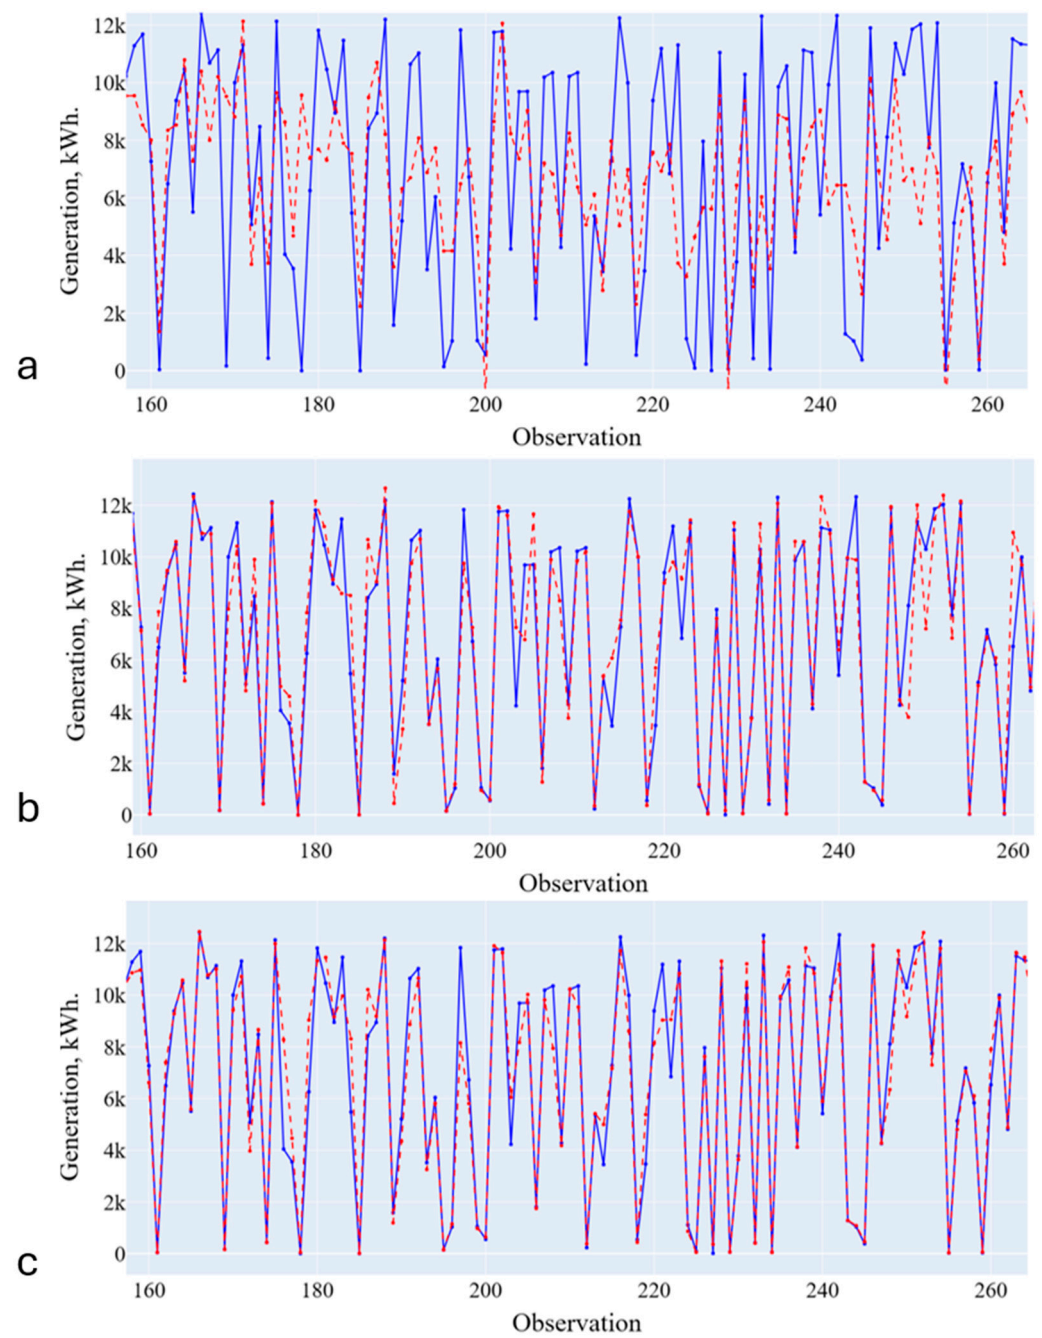 12k
10k
8k
6k
4k
2k
0
Generation, kWh.
a
160 180 200 220 240 260
Observation
12k
10k
8k
6k
4k
2k
0
Generation, kWh.
b
160 180 200 220 240 260
Observation
12k
10k
8k
6k
4k
2k
0
Generation, kWh.
c
160 180 200 220 240 260
Observation